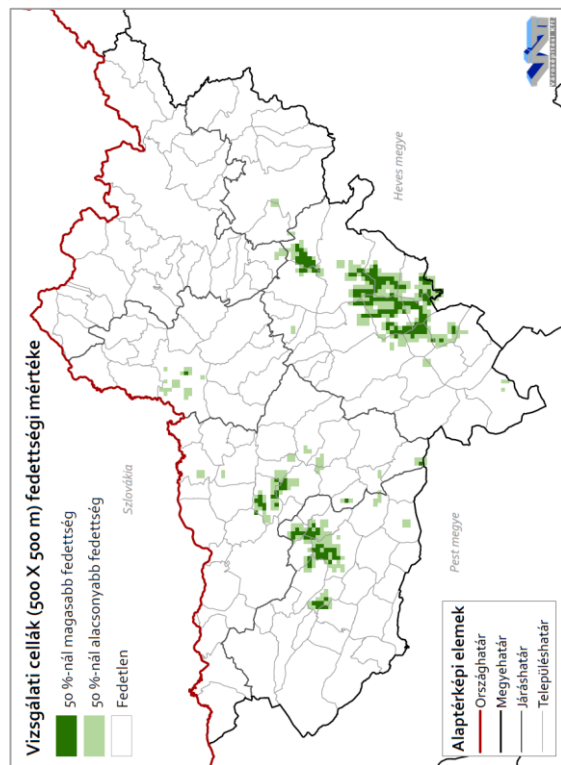 Vizsgálati cellák (500 X 500 m) fedettségi mértéke
50 %-nál magasabb fedettség
50 %-nál alacsonyabb fedettség
Fedetlen
Szlovákia
Heves megye
Pest megye
Alaptérképi elemek
Országhatár
Megyehatár
Járáshatár
Településhatár